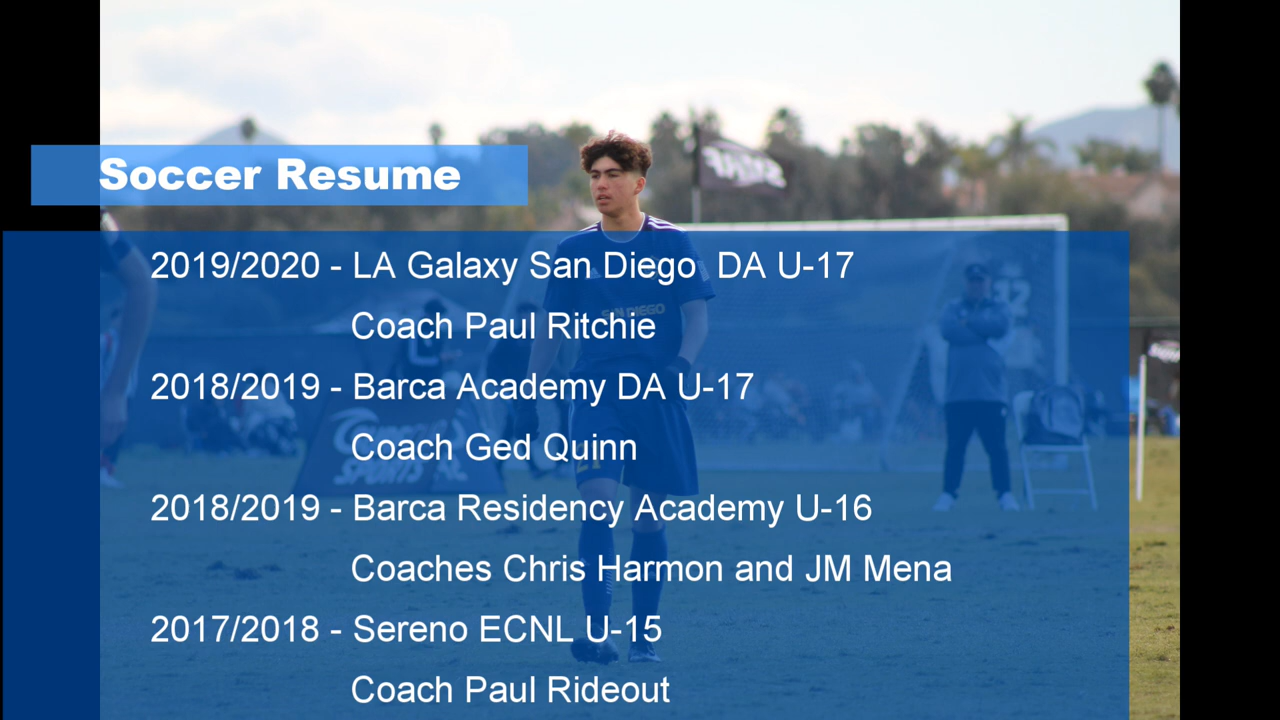 Soccer Resume
2019/2020 - LA Galaxy San Diego DA U-17
Coach Paul Ritchie
2018/2019 - Barca Academy DA U-17
Coach Ged Quinn
2018/2019 - Barca Residency Academy U-16
Coaches Chris Harmon and JM Mena
2017/2018 - Sereno ECNL U-15
Coach Paul Rideout
SAN DIEGO